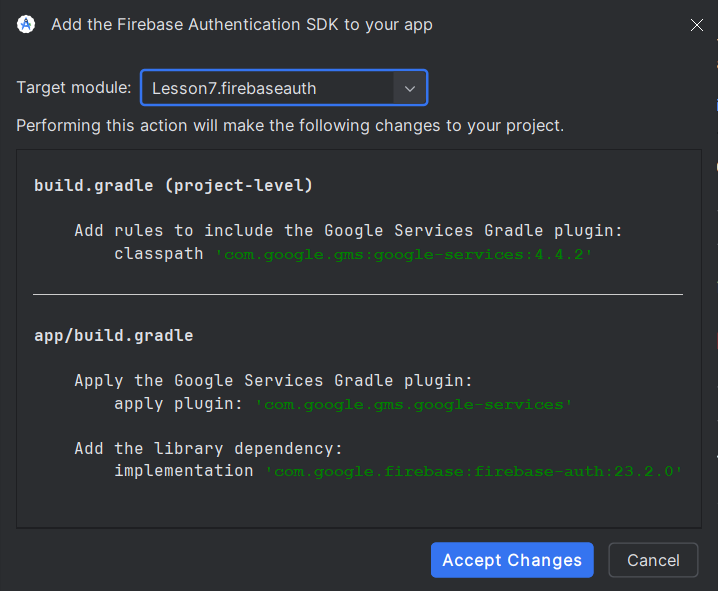 Add the Firebase Authentication SDK to your app
Target module: Lesson7.firebaseauth
Performing this action will make the following changes to your project.
build.gradle (project-level)
Add rules to include the Google Services Gradle plugin:
classpath 'com.google.gms:google-services:4.4.2'
app/build.gradle
Apply the Google Services Gradle plugin:
apply plugin: 'com.google.gms.google-services'
Add the library dependency:
implementation 'com.google.firebase:firebase-auth:23.2.0'
Accept Changes Cancel